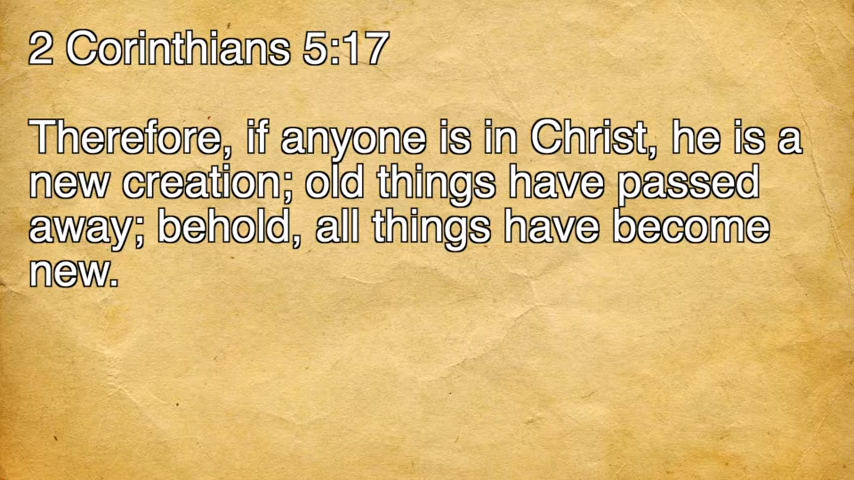 2 Corinthians 5:17
Therefore, if anyone is in Christ, he is a
new creation; old things have passed
away; behold, all things have become
new.